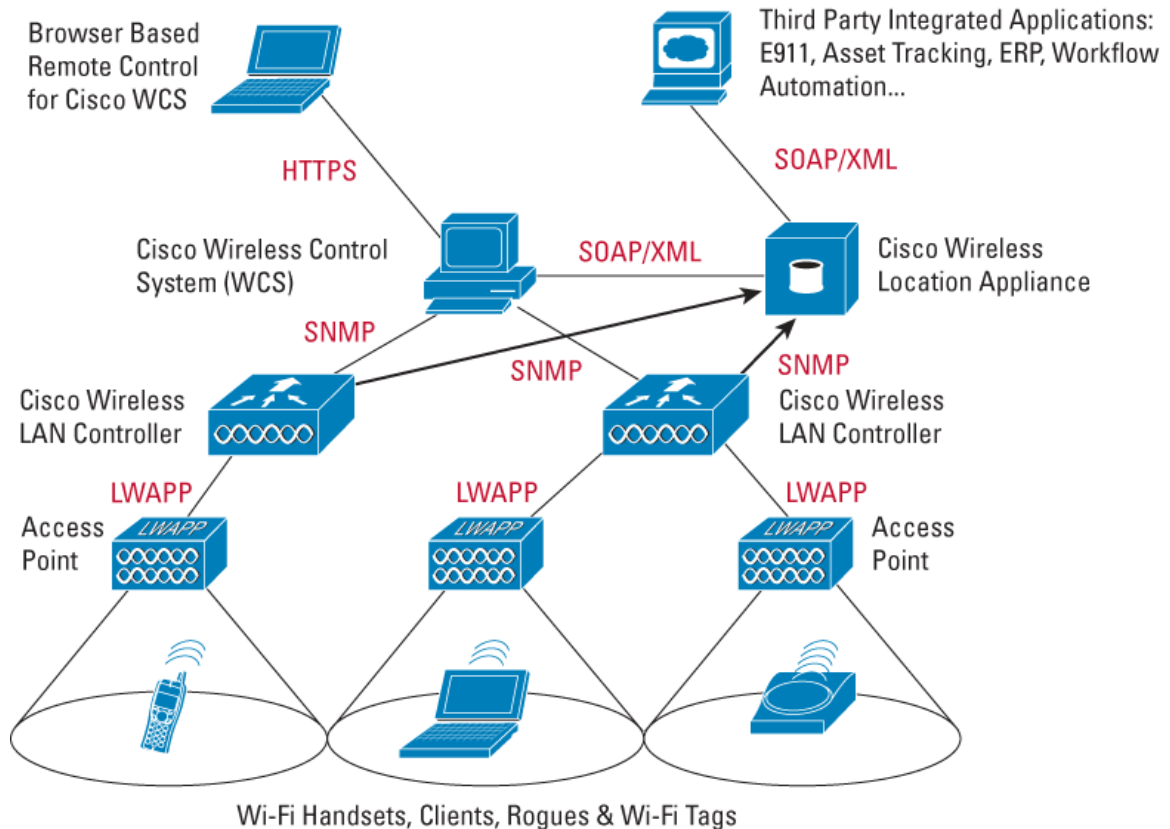 Browser Based
Remote Control
for Cisco WCS
Third Party Integrated Applications:
E911, Asset Tracking, ERP, Workflow
Automation...
HTTPS
SOAP/XML
Cisco Wireless Control
System (WCS)
SOAP/XML
Cisco Wireless
Location Appliance
SNMP
SNMP
SNMP
Cisco Wireless
LAN Controller
Cisco Wireless
LAN Controller
LWAPP
LWAPP
LWAPP
Access
Point
LWAPP
LWAPP
LWAPP
Access
Point
Wi-Fi Handsets, Clients, Rogues & Wi-Fi Tags